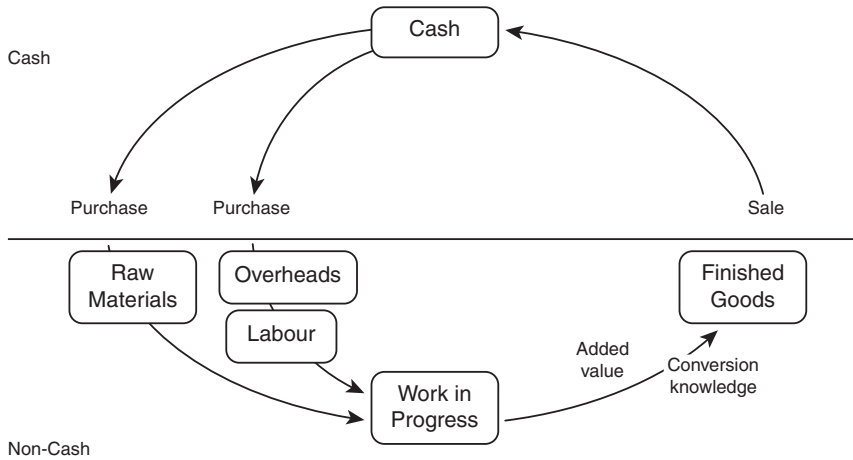 Cash
Cash
Purchase
Purchase
Sale
Raw
Materials
Overheads
Labour
Finished
Goods
Added
value
Conversion
knowledge
Work in
Progress
Non-Cash